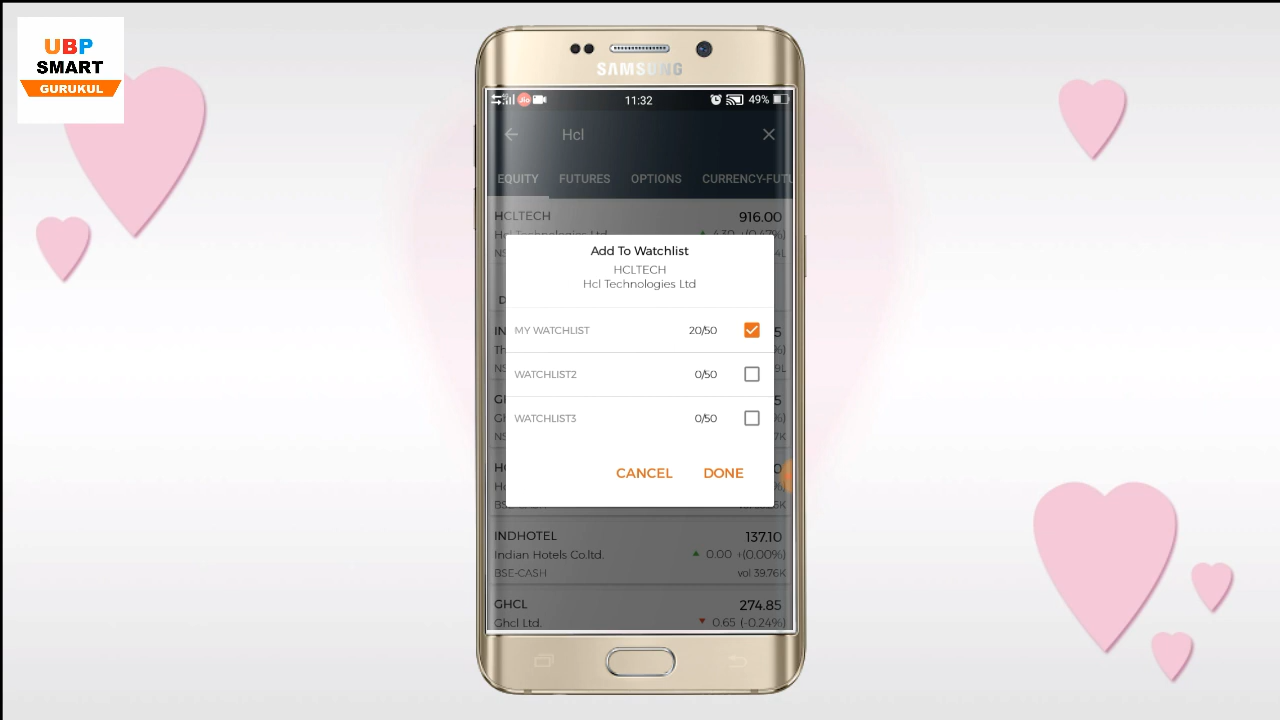 UBP
SMART
GURUKUL
SAMSUNG
Jio
11:32
49%
Hcl
EQUITY FUTURES OPTIONS CURRENCY-FUTU
HCLTECH 916.00
Add To Watchlist
HCLTECH
Hcl Technologies Ltd
MY WATCHLIST 20/50
WATCHLIST2 0/50
WATCHLIST3 0/50
CANCEL DONE
INDHOTEL 137.10
Indian Hotels Co.ltd. 0.00 +(0.00%)
BSE-CASH vol 39.76K
GHCL 274.85
Ghcl Ltd. 0.65 (-0.24%)